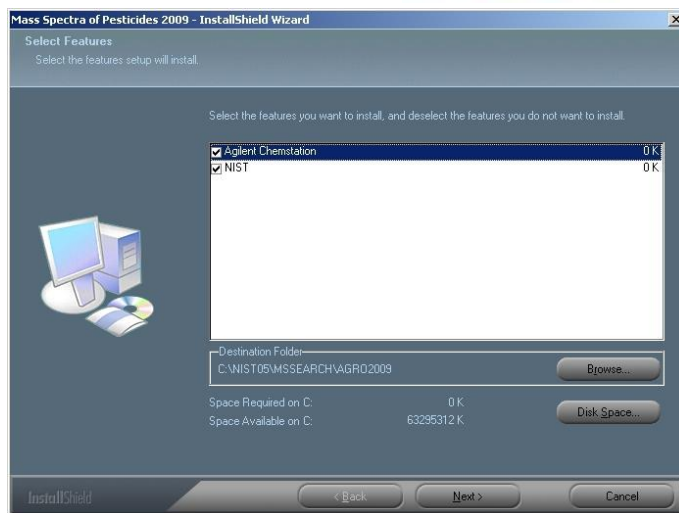 Mass Spectra of Pesticides 2009 - InstallShield Wizard
Select Features
Select the features setup will install.
Select the features you want to install, and deselect the features you do not want to install.
Agilent Chemstation 0 K
NIST 0 K
Destination Folder
C:\NIST05\MSSEARCH\AGRO2009
Browse...
Space Required on C: 0 K
Space Available on C: 63295312 K
Disk Space...
InstallShield
< Back Next > Cancel